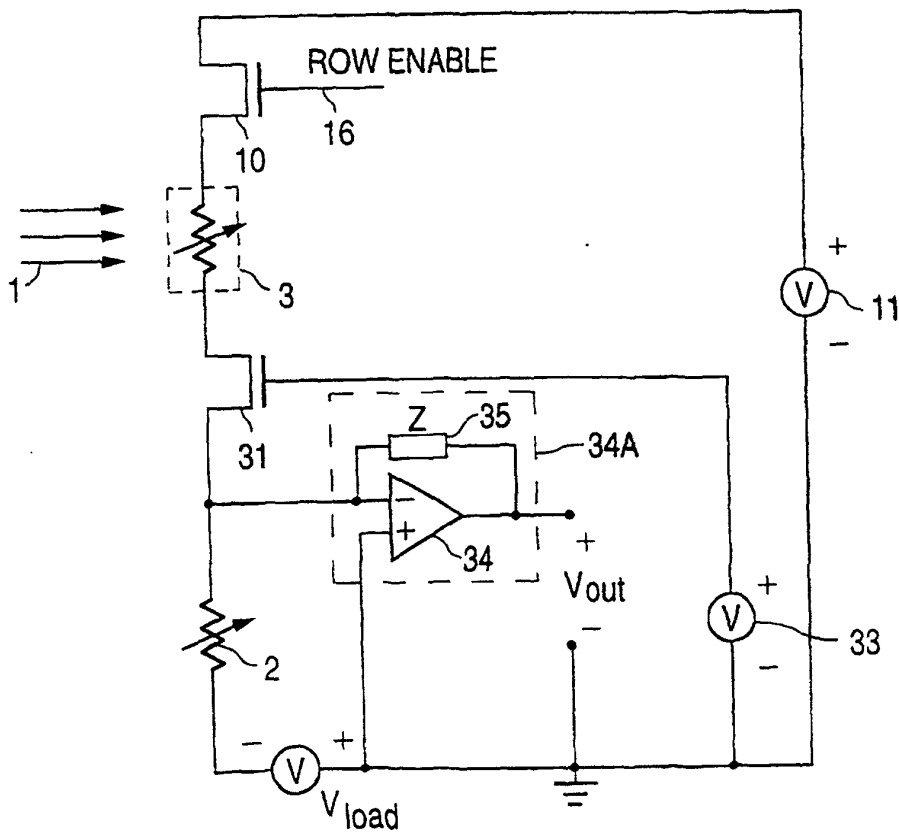 ROW ENABLE
16
10
1
3
+
V
11
−
31
Z
35
34A
−
+
34
+
Vout
−
+
V
33
−
2
−
V
+
Vload